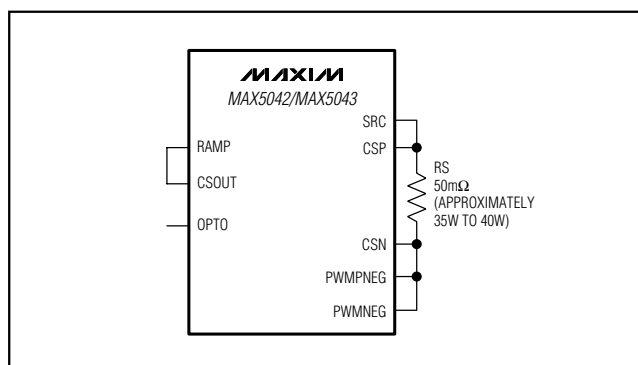 MAXIM
MAX5042/MAX5043
SRC
RAMP
CSP
RS
50mΩ
(APPROXIMATELY
35W TO 40W)
CSOUT
OPTO
CSN
PWMPNEG
PWMNEG